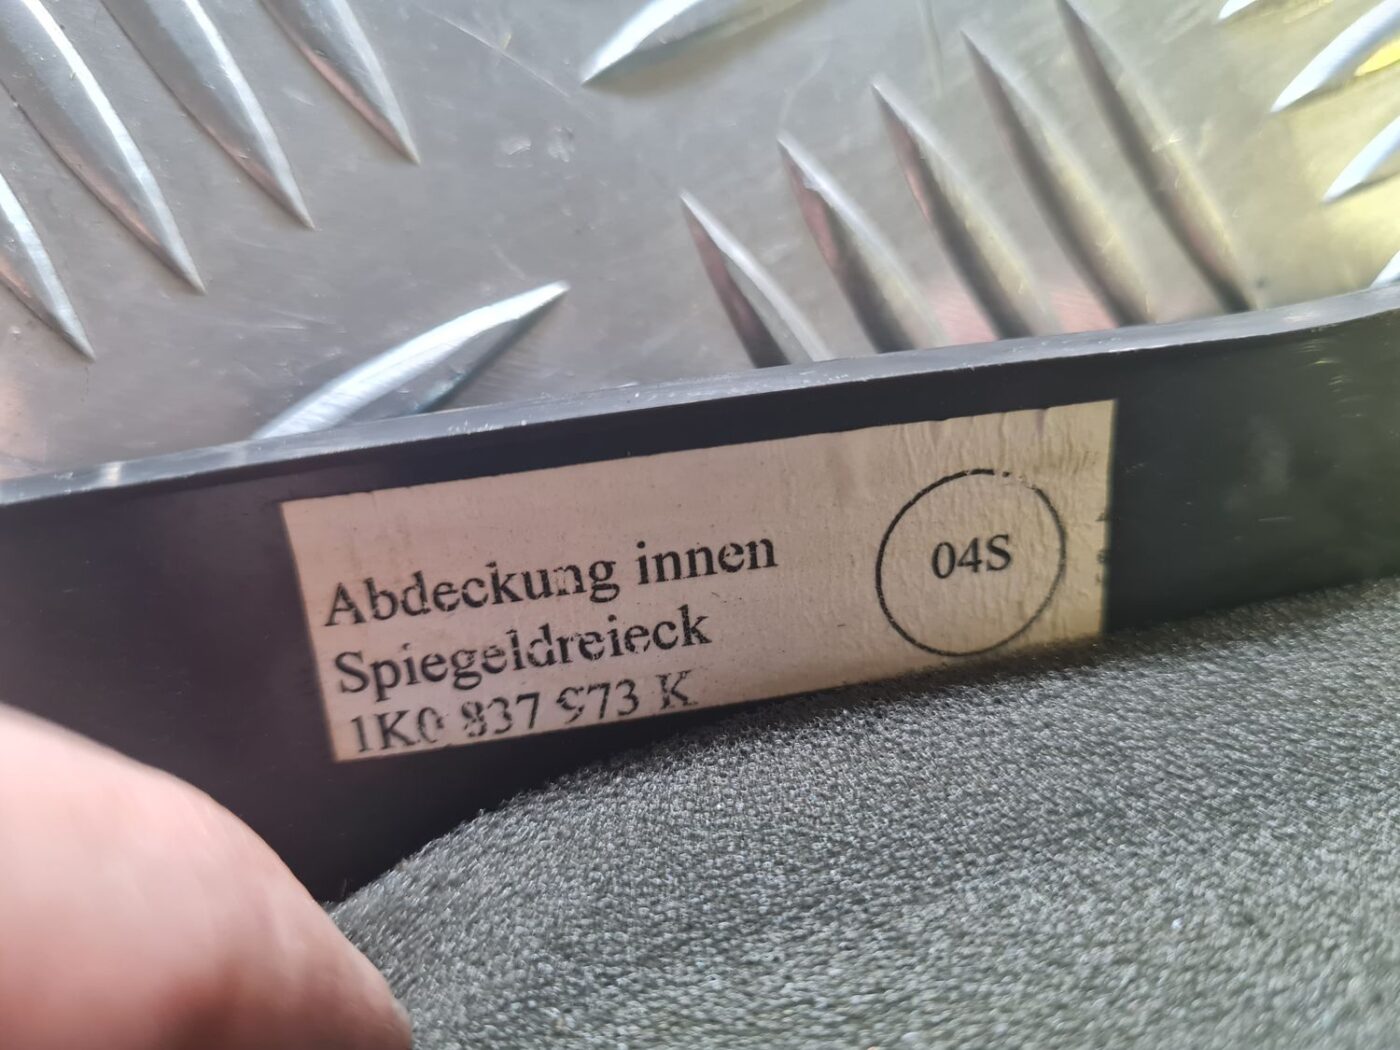 Abdeckung innen
Spiegeldreieck
1K0 837 973 K
04S